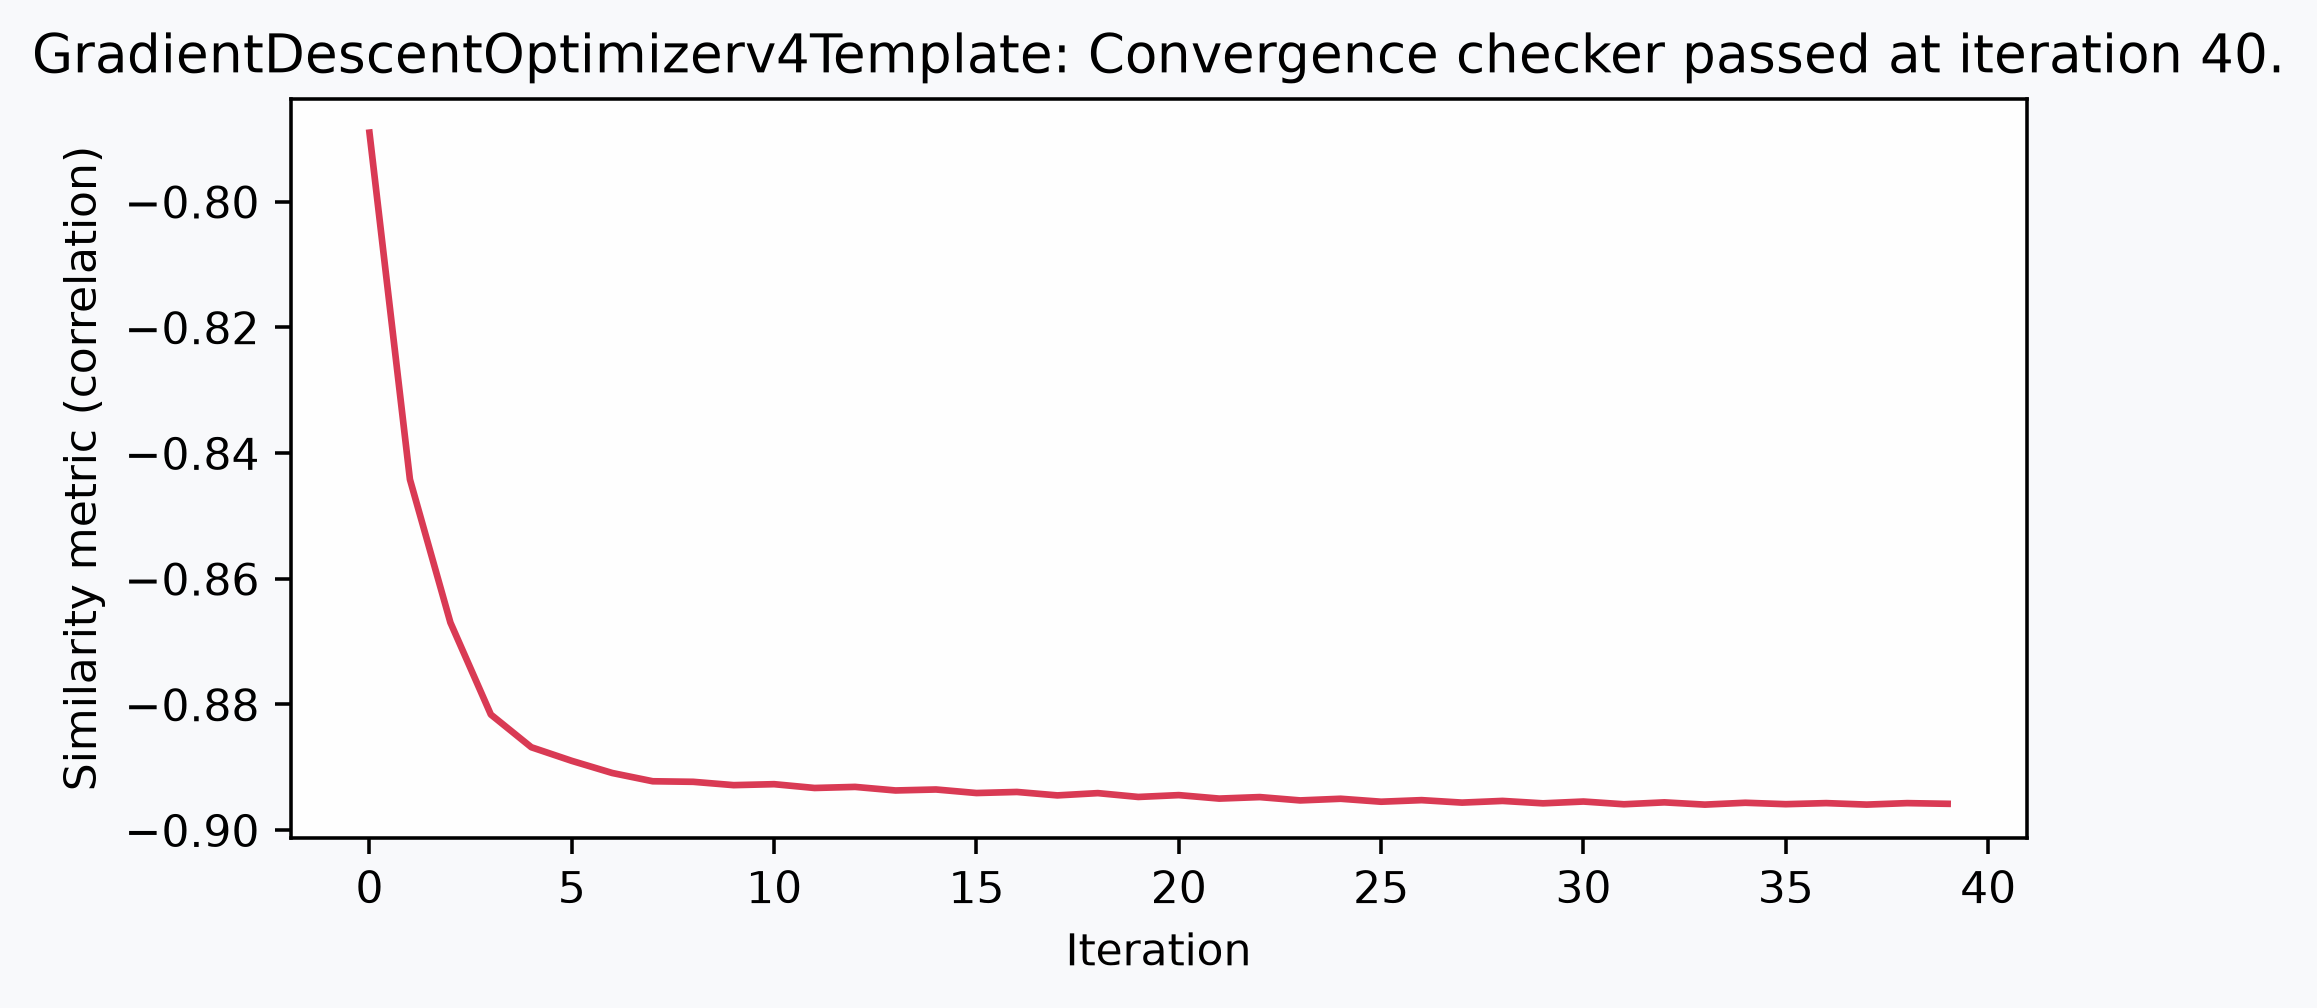 GradientDescentOptimizerv4Template: Convergence checker passed at iteration 40.
Similarity metric (correlation)
−0.80
−0.82
−0.84
−0.86
−0.88
−0.90
0 5 10 15 20 25 30 35 40
Iteration